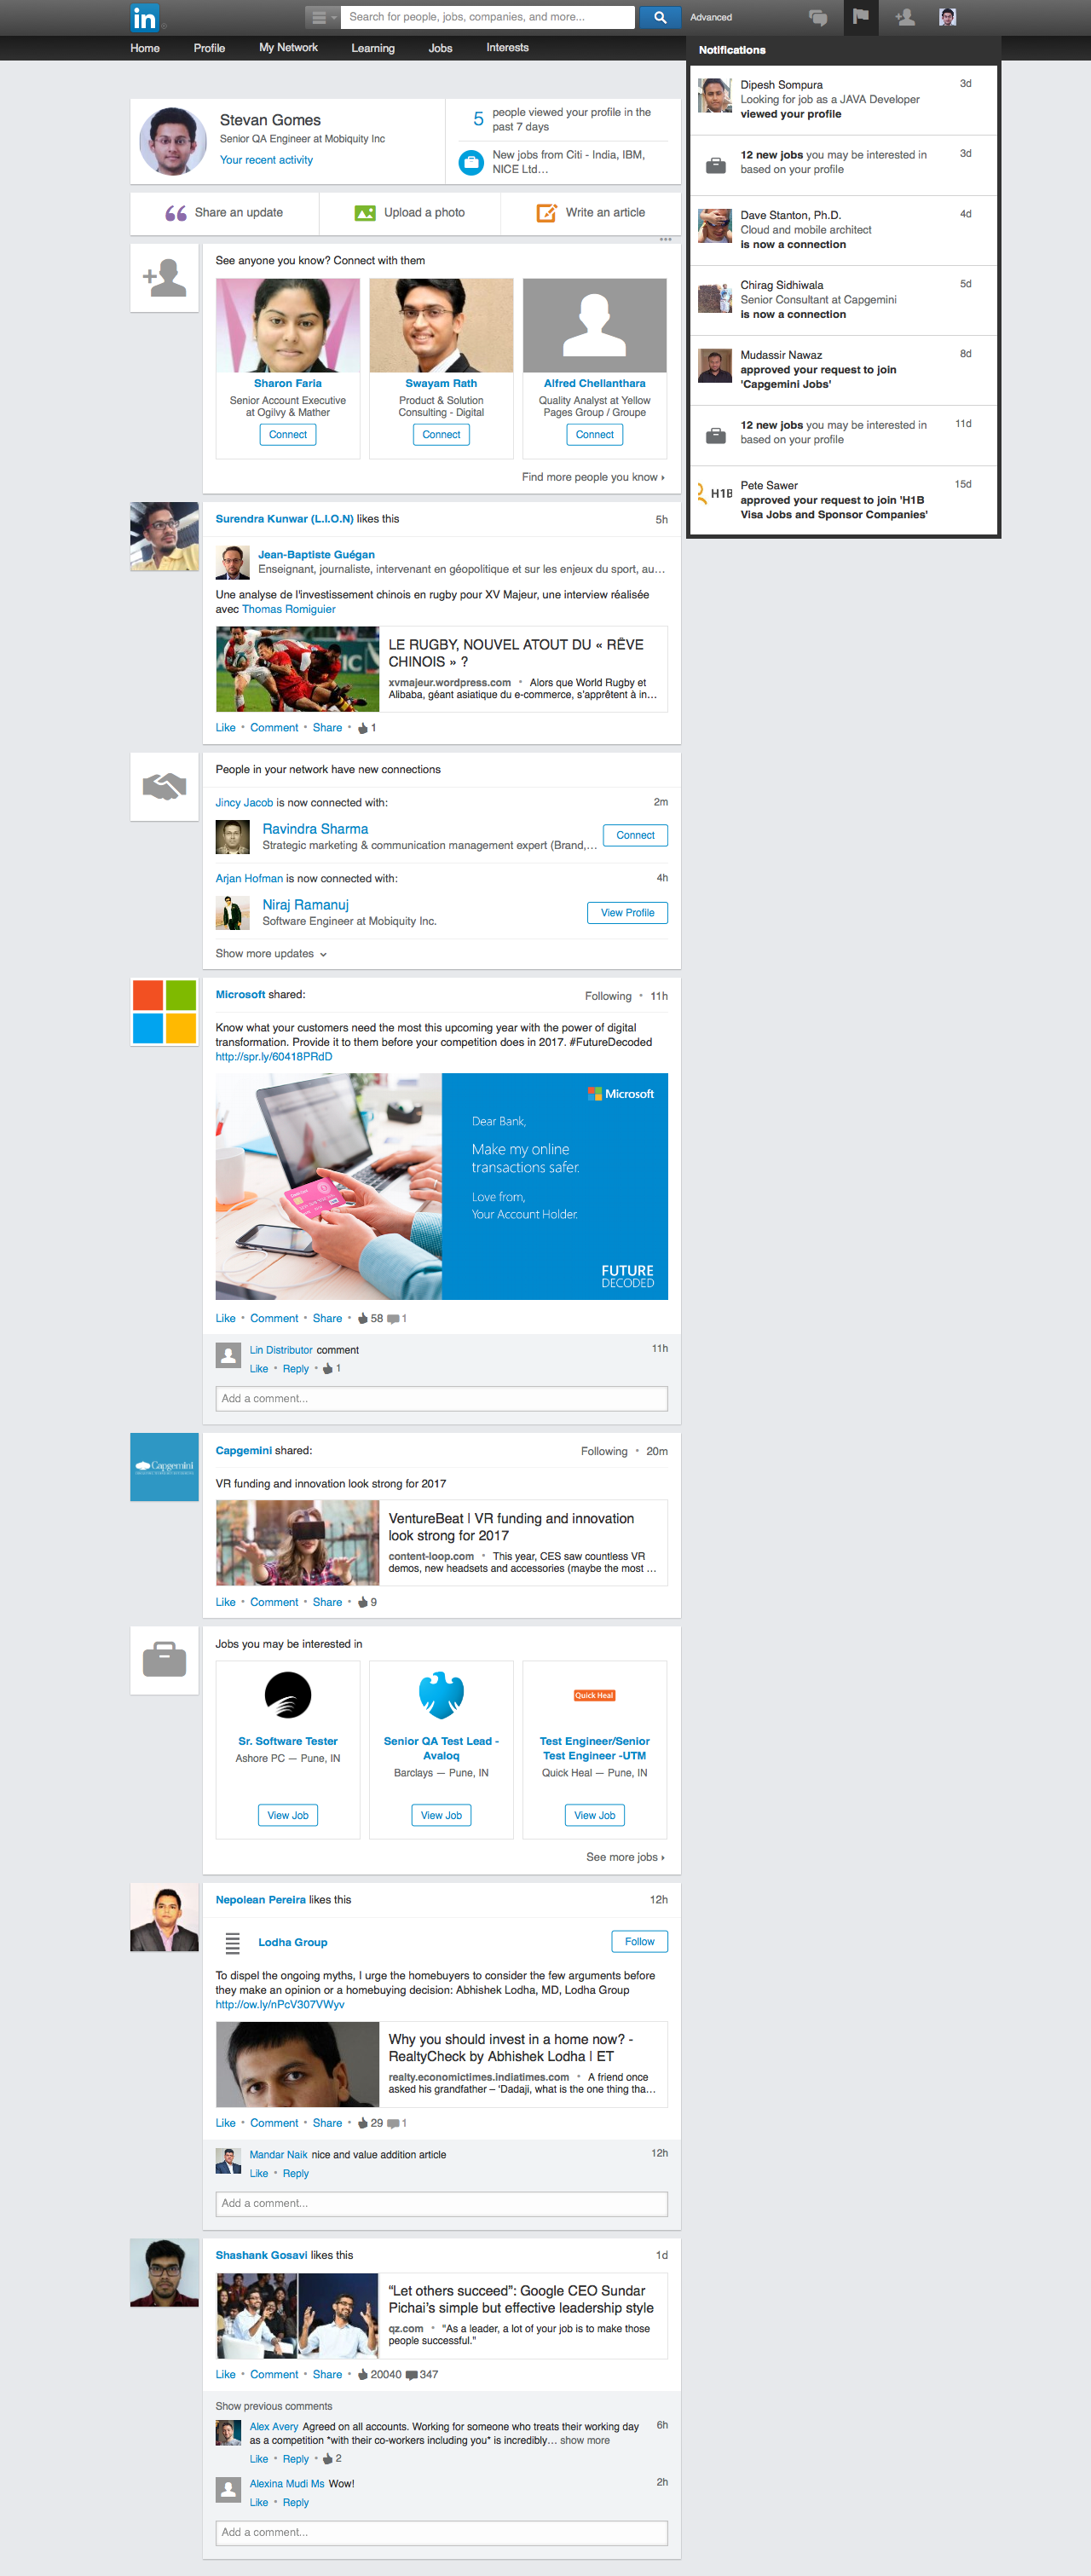 in
Search for people, jobs, companies, and more...
Advanced
Home
Profile
My Network
Learning
Jobs
Interests
Notifications
Dipesh Sompura
3d
Looking for job as a JAVA Developer
viewed your profile
12 new jobs you may be interested in
3d
based on your profile
Dave Stanton, Ph.D.
4d
Cloud and mobile architect
is now a connection
Chirag Sidhiwala
5d
Senior Consultant at Capgemini
is now a connection
Mudassir Nawaz
8d
approved your request to join
'Capgemini Jobs'
12 new jobs you may be interested in
11d
based on your profile
H1B
Pete Sawer
15d
approved your request to join 'H1B
Visa Jobs and Sponsor Companies'
Stevan Gomes
Senior QA Engineer at Mobiquity Inc
Your recent activity
5 people viewed your profile in the
past 7 days
New jobs from Citi - India, IBM,
NICE Ltd...
Share an update
Upload a photo
Write an article
See anyone you know? Connect with them
Sharon Faria
Senior Account Executive
at Ogilvy & Mather
Connect
Swayam Rath
Product & Solution
Consulting - Digital
Connect
Alfred Chellanthara
Quality Analyst at Yellow
Pages Group / Groupe
Connect
Find more people you know
Surendra Kunwar (L.I.O.N) likes this
5h
Jean-Baptiste Guégan
Enseignant, journaliste, intervenant en géopolitique et sur les enjeux du sport, au...
Une analyse de l'investissement chinois en rugby pour XV Majeur, une interview réalisée
avec Thomas Romiguier
LE RUGBY, NOUVEL ATOUT DU « RÊVE
CHINOIS » ?
xvmajeur.wordpress.com • Alors que World Rugby et
Alibaba, géant asiatique du e-commerce, s'apprêtent à in...
Like • Comment • Share • 1
People in your network have new connections
Jincy Jacob is now connected with:
2m
Ravindra Sharma
Strategic marketing & communication management expert (Brand,...
Connect
Arjan Hofman is now connected with:
4h
Niraj Ramanuj
Software Engineer at Mobiquity Inc.
View Profile
Show more updates
Microsoft shared:
Following • 11h
Know what your customers need the most this upcoming year with the power of digital
transformation. Provide it to them before your competition does in 2017. #FutureDecoded
http://spr.ly/60418PRdD
Microsoft
Dear Bank,
Make my online
transactions safer.
Love from,
Your Account Holder.
FUTURE
DECODED
Like • Comment • Share • 58 1
Lin Distributor comment
11h
Like • Reply • 1
Add a comment...
Capgemini
Capgemini shared:
Following • 20m
VR funding and innovation look strong for 2017
VentureBeat | VR funding and innovation
look strong for 2017
content-loop.com • This year, CES saw countless VR
demos, new headsets and accessories (maybe the most ...
Like • Comment • Share • 9
Jobs you may be interested in
Sr. Software Tester
Ashore PC — Pune, IN
View Job
Senior QA Test Lead -
Avaloq
Barclays — Pune, IN
View Job
Quick Heal
Test Engineer/Senior
Test Engineer -UTM
Quick Heal — Pune, IN
View Job
See more jobs
Nepolean Pereira likes this
12h
Lodha Group
Follow
To dispel the ongoing myths, I urge the homebuyers to consider the few arguments before
they make an opinion or a homebuying decision: Abhishek Lodha, MD, Lodha Group
http://ow.ly/nPcV307VWyv
Why you should invest in a home now? -
RealtyCheck by Abhishek Lodha | ET
realty.economictimes.indiatimes.com • A friend once
asked his grandfather – 'Dadaji, what is the one thing tha...
Like • Comment • Share • 29 1
Mandar Naik nice and value addition article
12h
Like • Reply
Add a comment...
Shashank Gosavi likes this
1d
“Let others succeed”: Google CEO Sundar
Pichai’s simple but effective leadership style
qz.com • "As a leader, a lot of your job is to make those
people successful."
Like • Comment • Share • 20040 347
Show previous comments
Alex Avery Agreed on all accounts. Working for someone who treats their working day
6h
as a competition *with their co-workers including you* is incredibly... show more
Like • Reply • 2
Alexina Mudi Ms Wow!
2h
Like • Reply
Add a comment...